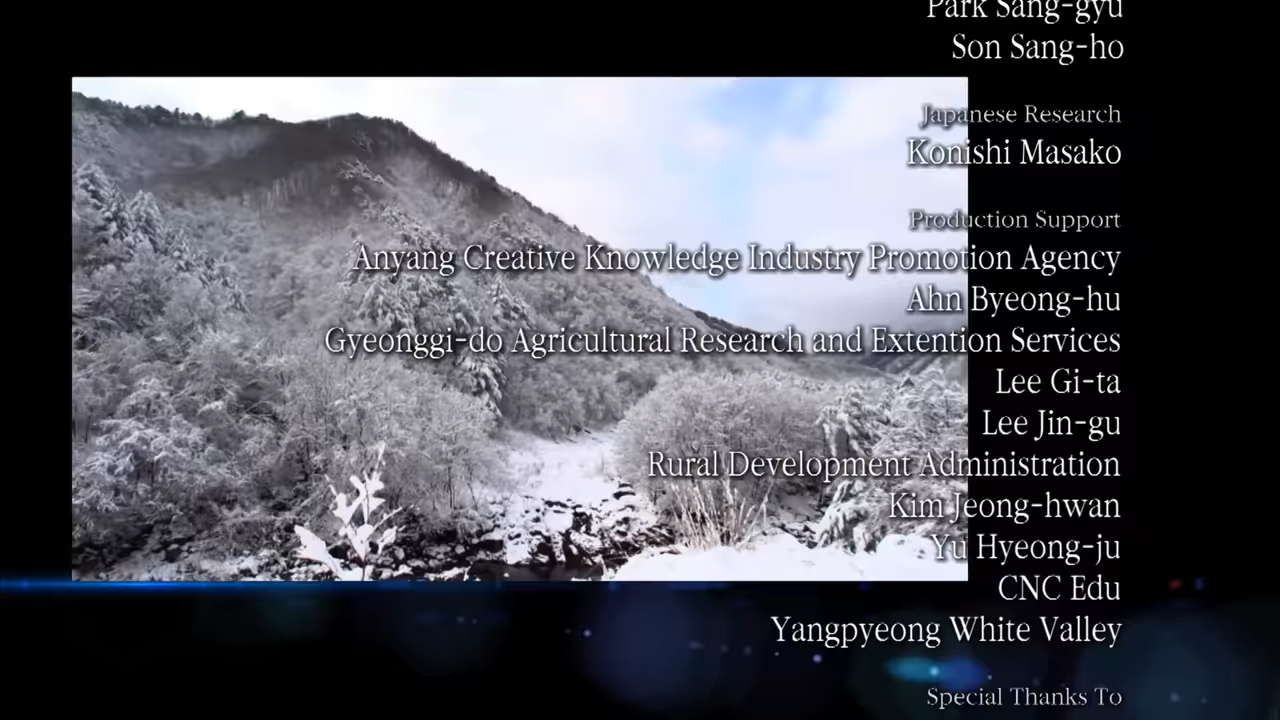 Park Sang-gyu
Son Sang-ho
Japanese Research
Konishi Masako
Production Support
Anyang Creative Knowledge Industry Promotion Agency
Ahn Byeong-hu
Gyeonggi-do Agricultural Research and Extention Services
Lee Gi-ta
Lee Jin-gu
Rural Development Administration
Kim Jeong-hwan
Yu Hyeong-ju
CNC Edu
Yangpyeong White Valley
Special Thanks To